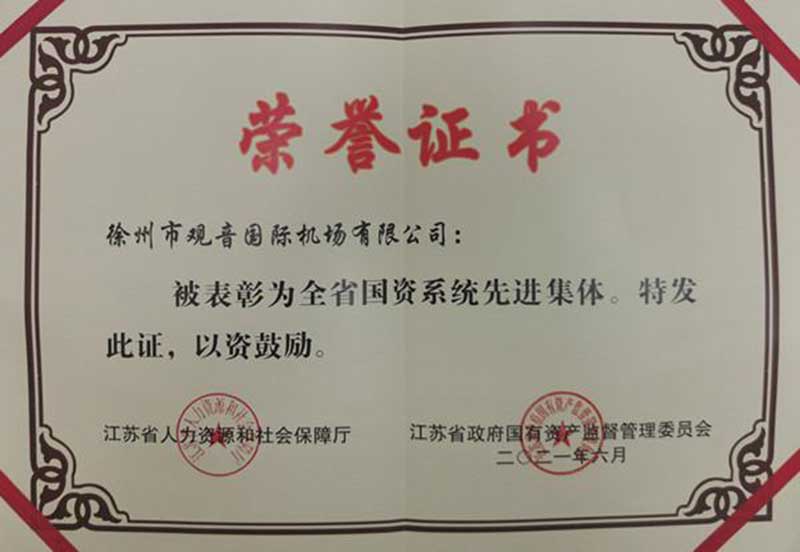 荣誉证书
徐州市观音国际机场有限公司：
被表彰为全省国资系统先进集体。特发
此证，以资鼓励。
江苏省人力资源和社会保障厅
江苏省政府国有资产监督管理委员会
二〇二一年六月